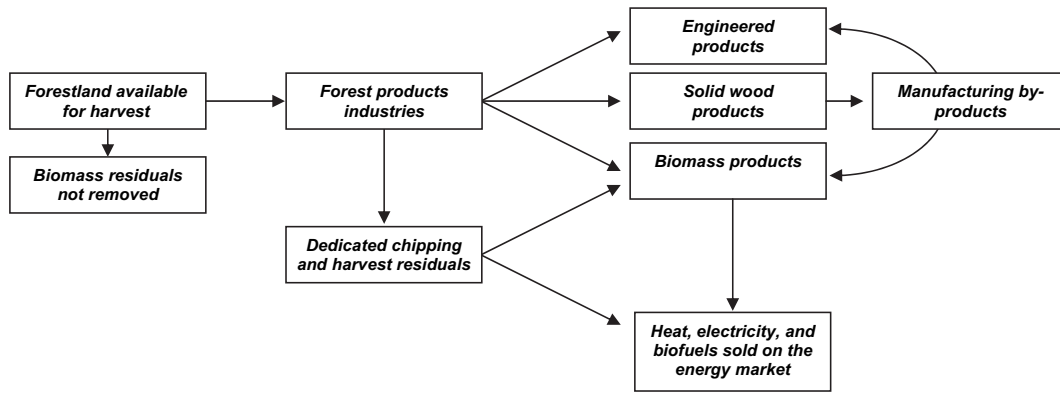 Engineered
products
Forestland available
for harvest
Forest products
industries
Solid wood
products
Manufacturing by-
products
Biomass residuals
not removed
Biomass products
Dedicated chipping
and harvest residuals
Heat, electricity, and
biofuels sold on the
energy market